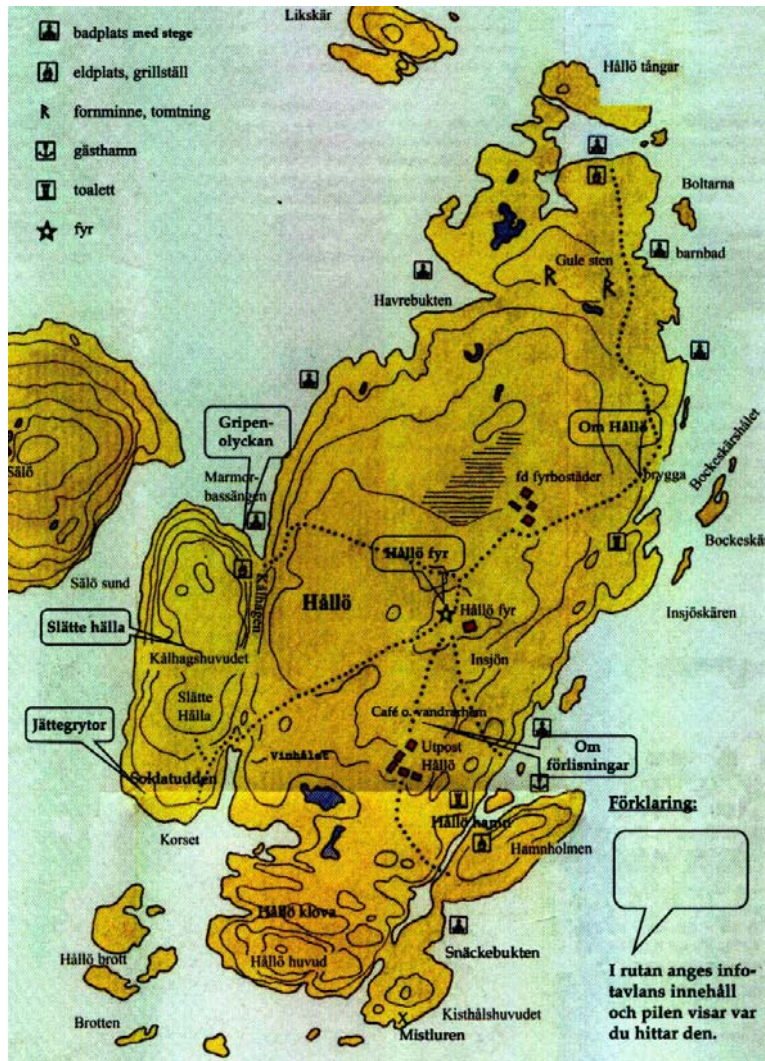 Likskär
badplats med stege
eldplats, grillställ
fornminne, tomtning
gästhamn
toalett
fyr
Hållö tångar
Boltarna
barnbad
Gule sten
Havrebukten
Gripen-
olyckan
Marmor-
bassängen
Om Hållö
brygga
Bockeskärshålet
fd fyrbostäder
Sälö
Bockeskä
Sälö sund
Kålhagen
Hållö fyr
Hållö
Hållö fyr
Insjöskären
Slätte hälla
Kålhagshuvudet
Insjön
Slätte
Hålla
Café o. vandrarhem
Jättegrytor
Utpost
Hållö
Om
förlisningar
Vinhålet
Soldatudden
Förklaring:
Korset
Hållö hamn
Hamnholmen
Hållö klova
Snäckebukten
Hållö brott
Hållö huvud
I rutan anges info-
tavlans innehåll
och pilen visar var
du hittar den.
Kisthålshuvudet
Brotten
Mistluren